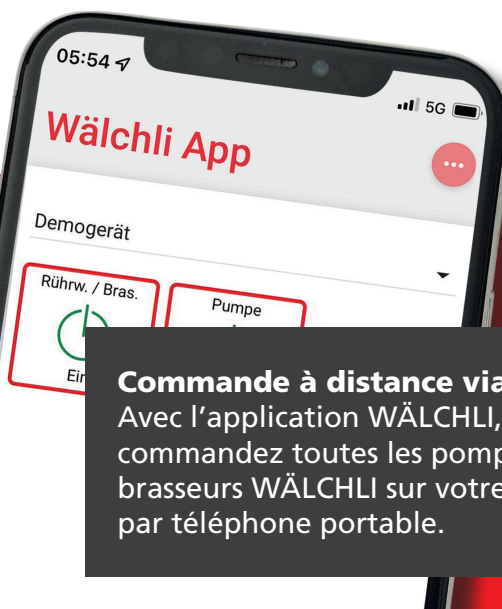 05:54
5G
Wälchli App
Demogerät
Rührw. / Bras.
Pumpe
Commande à distance via
Avec l'application WÄLCHLI,
commandez toutes les
brasseurs WÄLCHLI sur votre
par téléphone portable.